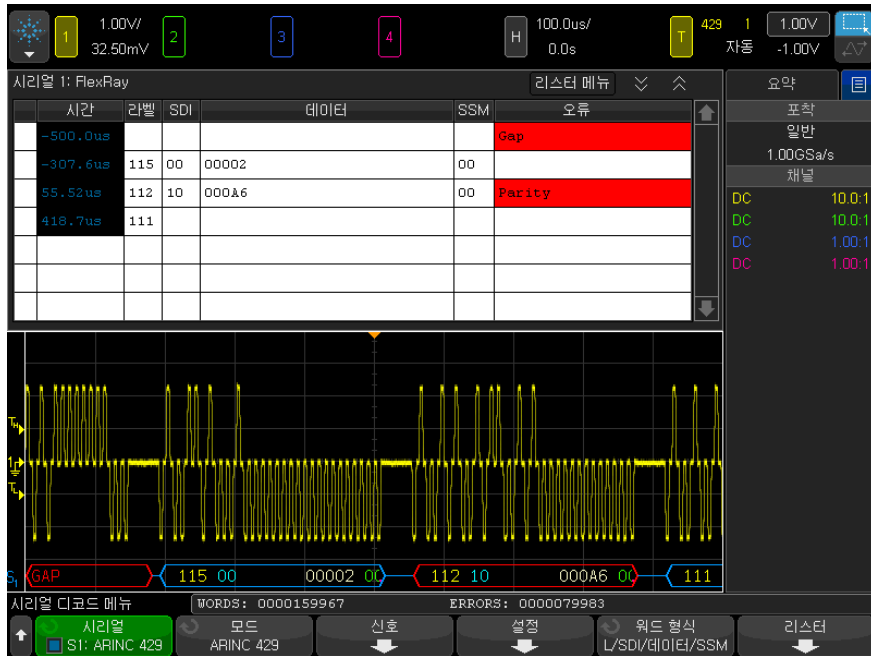 1 1.00V/ 2 3 4 H 100.0us/ T 429 1 1.00V
32.50mV 0.0s 자동 -1.00V
시리얼 1: FlexRay 리스터 메뉴 요약
시간 라벨 SDI 데이터 SSM 오류 포착
-500.0us Gap 일반
1.00GSa/s
-307.6us 115 00 00002 00 채널
55.52us 112 10 000A6 00 Parity DC 10.0:1
418.7us 111 DC 10.0:1
DC 1.00:1
DC 1.00:1
TH
1
TL
S1 GAP 115 00 00002 00 112 10 000A6 00 111
시리얼 디코드 메뉴 WORDS: 0000159967 ERRORS: 0000079983
시리얼 모드 신호 설정 워드 형식 리스터
S1: ARINC 429 ARINC 429 L/SDI/데이터/SSM